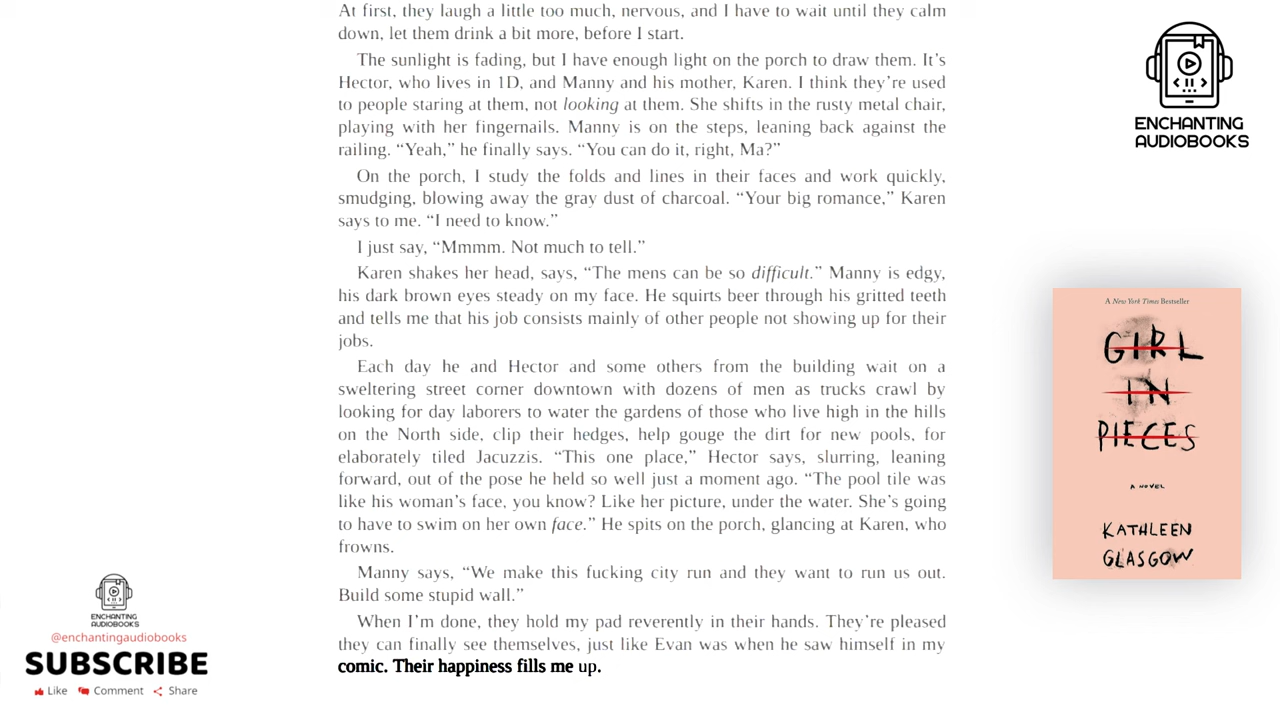 At first, they laugh a little too much, nervous, and I have to wait until they calm
down, let them drink a bit more, before I start.
The sunlight is fading, but I have enough light on the porch to draw them. It’s
Hector, who lives in 1D, and Manny and his mother, Karen. I think they’re used
to people staring at them, not looking at them. She shifts in the rusty metal chair,
playing with her fingernails. Manny is on the steps, leaning back against the
railing. “Yeah,” he finally says. “You can do it, right, Ma?”
On the porch, I study the folds and lines in their faces and work quickly,
smudging, blowing away the gray dust of charcoal. “Your big romance,” Karen
says to me. “I need to know.”
I just say, “Mmmm. Not much to tell.”
Karen shakes her head, says, “The mens can be so difficult.” Manny is edgy,
his dark brown eyes steady on my face. He squirts beer through his gritted teeth
and tells me that his job consists mainly of other people not showing up for their
jobs.
Each day he and Hector and some others from the building wait on a
sweltering street corner downtown with dozens of men as trucks crawl by
looking for day laborers to water the gardens of those who live high in the hills
on the North side, clip their hedges, help gouge the dirt for new pools, for
elaborately tiled Jacuzzis. “This one place,” Hector says, slurring, leaning
forward, out of the pose he held so well just a moment ago. “The pool tile was
like his woman’s face, you know? Like her picture, under the water. She’s going
to have to swim on her own face.” He spits on the porch, glancing at Karen, who
frowns.
Manny says, “We make this fucking city run and they want to run us out.
Build some stupid wall.”
When I’m done, they hold my pad reverently in their hands. They’re pleased
they can finally see themselves, just like Evan was when he saw himself in my
comic. Their happiness fills me up.
ENCHANTING
AUDIOBOOKS
A New York Times Bestseller
GIRL
IN
PIECES
A NOVEL
KATHLEEN
GLASGOW
ENCHANTING
AUDIOBOOKS
@enchantingaudiobooks
SUBSCRIBE
Like Comment Share